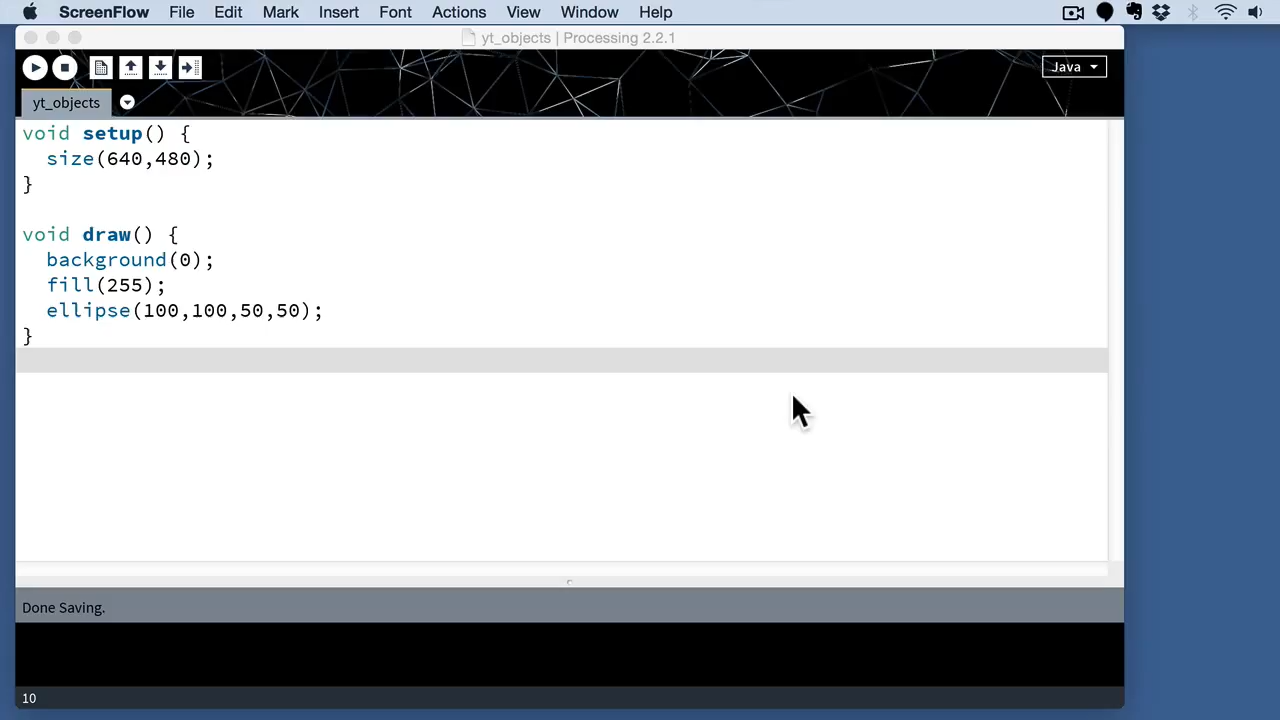 ScreenFlow File Edit Mark Insert Font Actions View Window Help
yt_objects | Processing 2.2.1
Java
yt_objects
void setup() {
  size(640,480);
}
void draw() {
  background(0);
  fill(255);
  ellipse(100,100,50,50);
}
Done Saving.
10